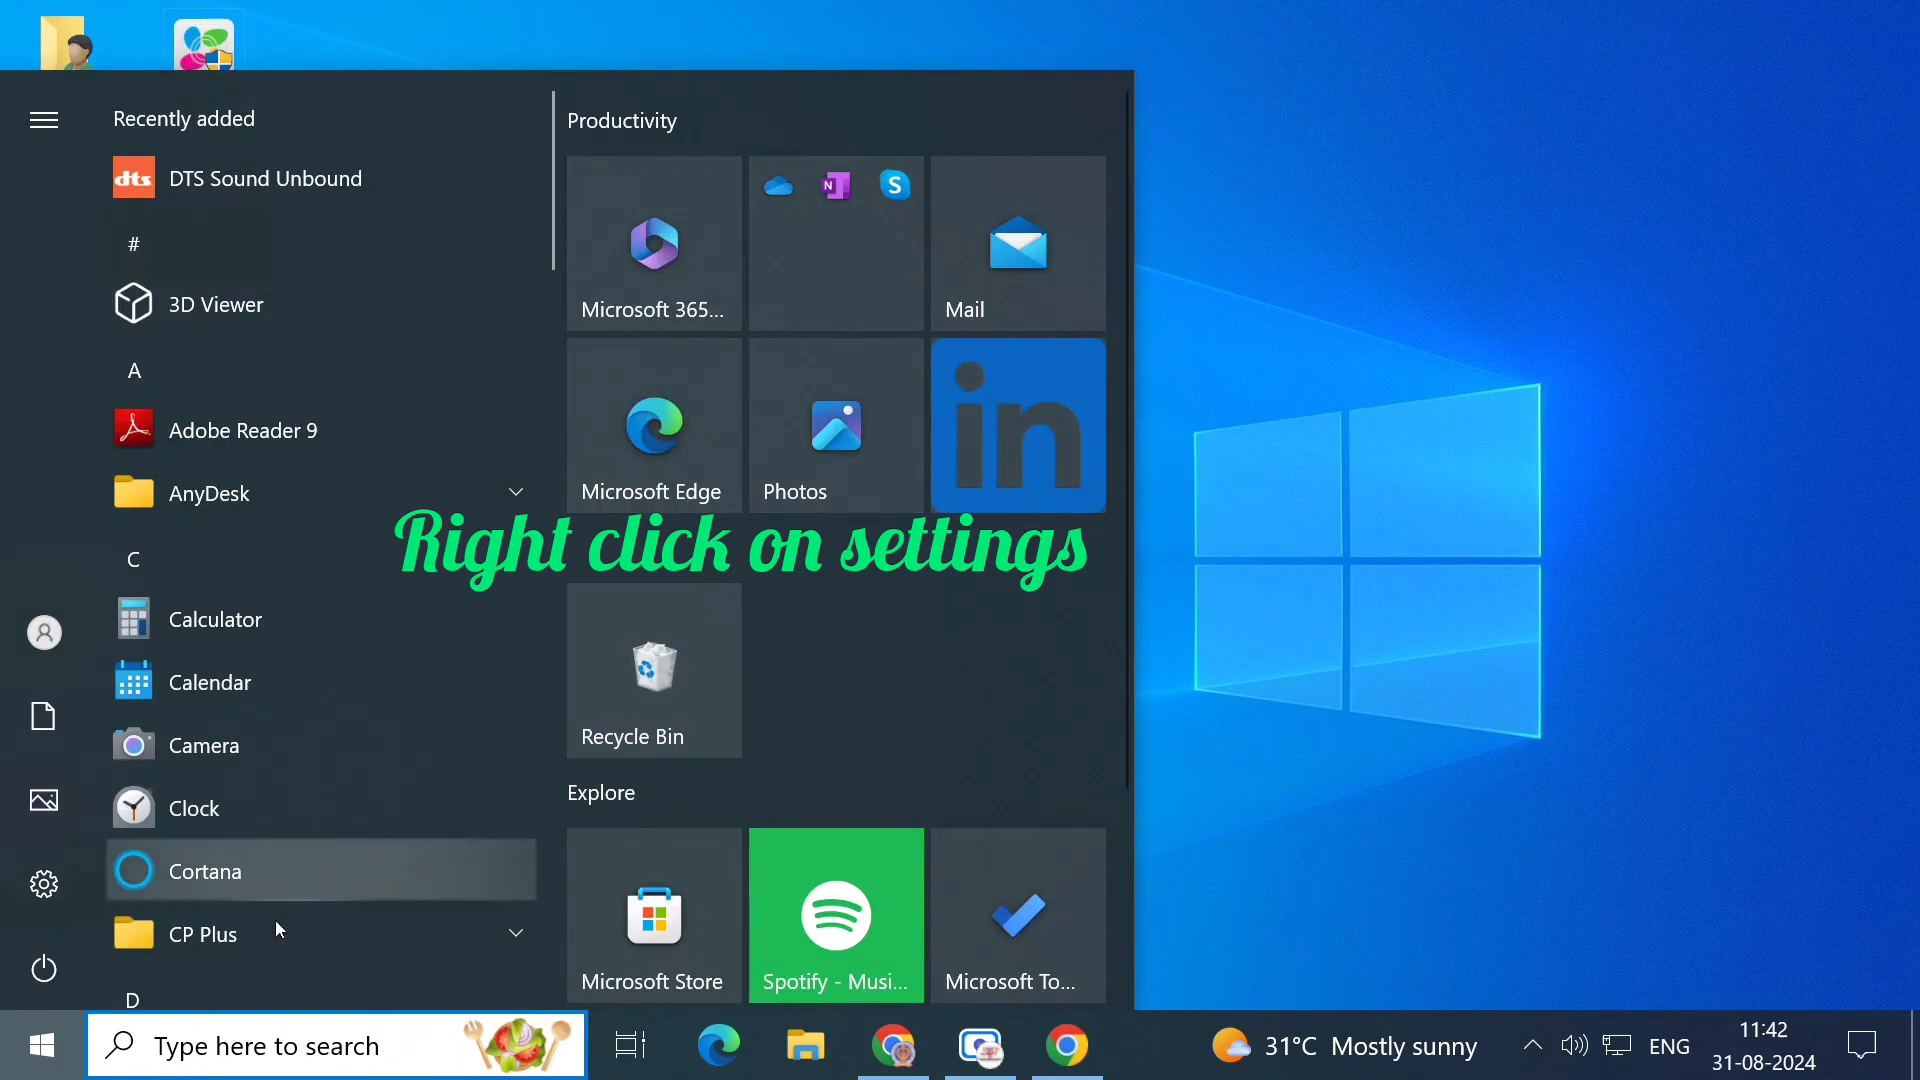 Recently added
dts
DTS Sound Unbound
#
3D Viewer
A
Adobe Reader 9
AnyDesk
C
Calculator
Calendar
Camera
Clock
Cortana
CP Plus
D
Productivity
N
S
Microsoft 365...
Mail
in
Microsoft Edge
Photos
Right click on settings
Recycle Bin
Explore
Microsoft Store
Spotify - Musi...
Microsoft To...
Type here to search
31°C Mostly sunny
ENG
11:42
31-08-2024